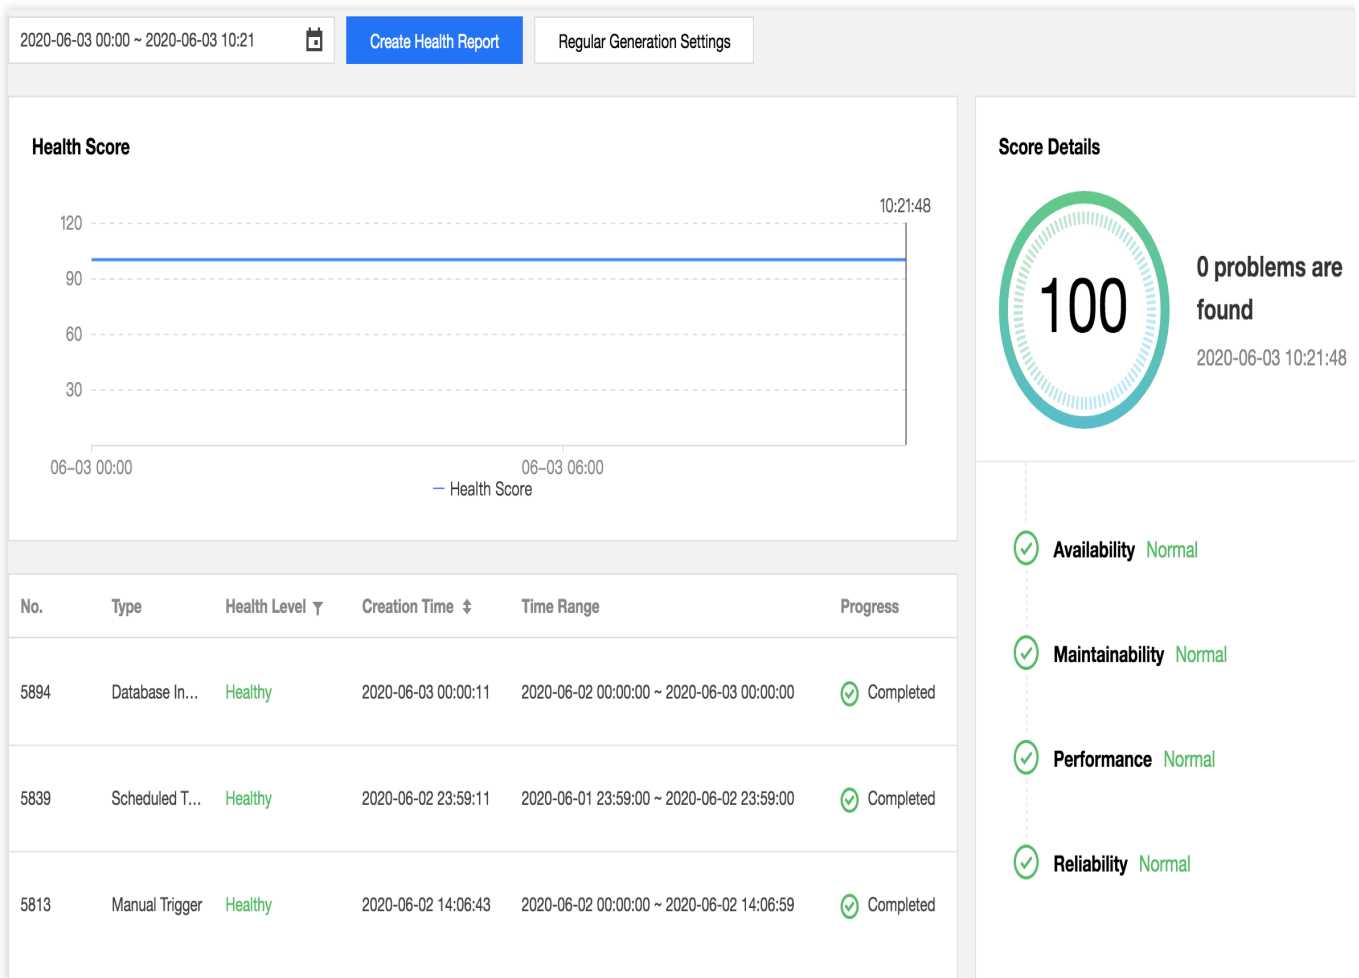 2020-06-03 00:00 ~ 2020-06-03 10:21
Create Health Report
Regular Generation Settings
Health Score
10:21:48
120
90
60
30
06-03 00:00
06-03 06:00
Health Score
No. Type Health Level Creation Time Time Range Progress
5894 Database In... Healthy 2020-06-03 00:00:11 2020-06-02 00:00:00 ~ 2020-06-03 00:00:00 Completed
5839 Scheduled T... Healthy 2020-06-02 23:59:11 2020-06-01 23:59:00 ~ 2020-06-02 23:59:00 Completed
5813 Manual Trigger Healthy 2020-06-02 14:06:43 2020-06-02 00:00:00 ~ 2020-06-02 14:06:59 Completed
Score Details
100
0 problems are
found
2020-06-03 10:21:48
Availability Normal
Maintainability Normal
Performance Normal
Reliability Normal